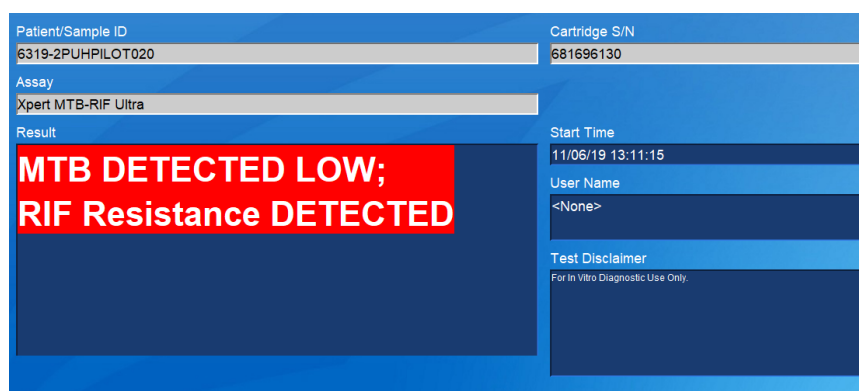 Patient/Sample ID
6319-2PUHPILOT020
Cartridge S/N
681696130
Assay
Xpert MTB-RIF Ultra
Result
MTB DETECTED LOW;
RIF Resistance DETECTED
Start Time
11/06/19 13:11:15
User Name
<None>
Test Disclaimer
For In Vitro Diagnostic Use Only.